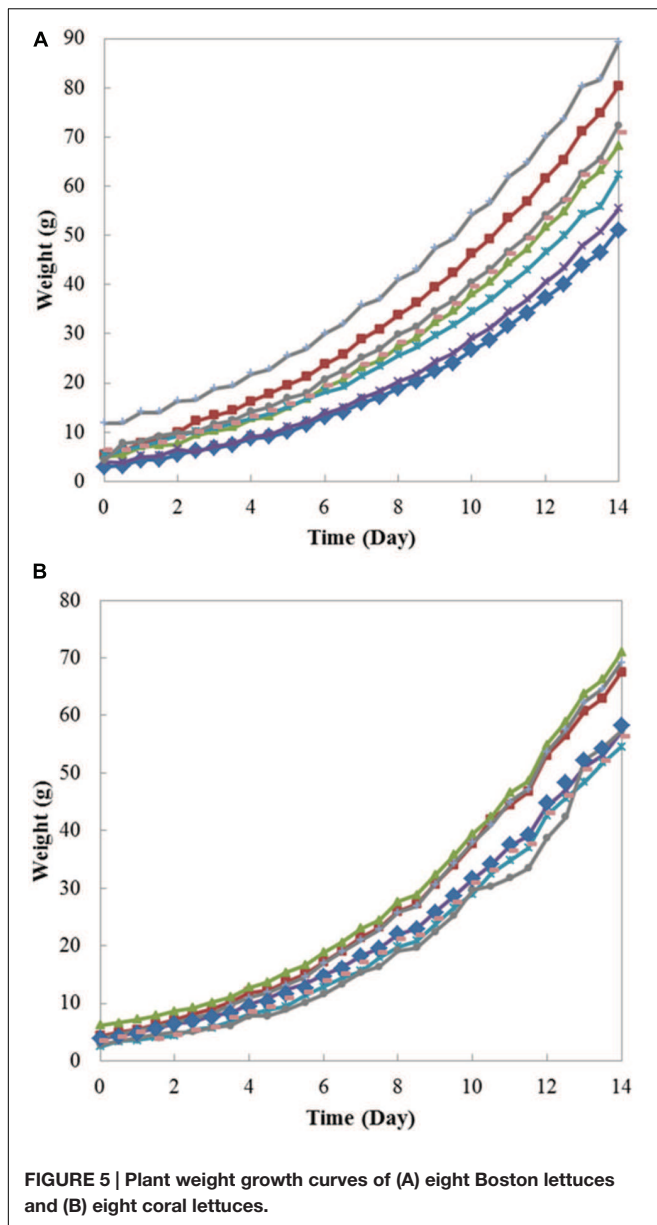 A
90
80
70
60
50
40
30
20
10
0
Weight (g)
0 2 4 6 8 10 12 14
Time (Day)
B
80
70
60
50
40
30
20
10
0
Weight (g)
0 2 4 6 8 10 12 14
Time (Day)
FIGURE 5 | Plant weight growth curves of (A) eight Boston lettuces
and (B) eight coral lettuces.